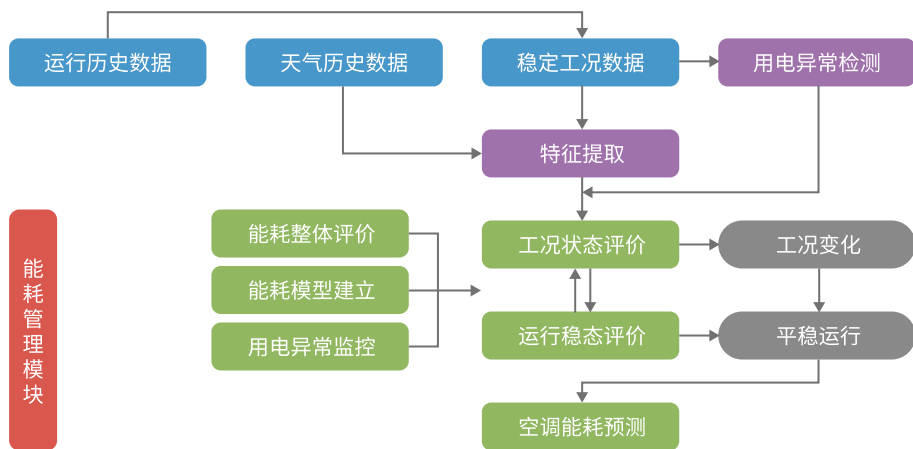 运行历史数据
天气历史数据
稳定工况数据
用电异常检测
特征提取
能耗管理模块
能耗整体评价
能耗模型建立
用电异常监控
工况状态评价
工况变化
运行稳态评价
平稳运行
空调能耗预测